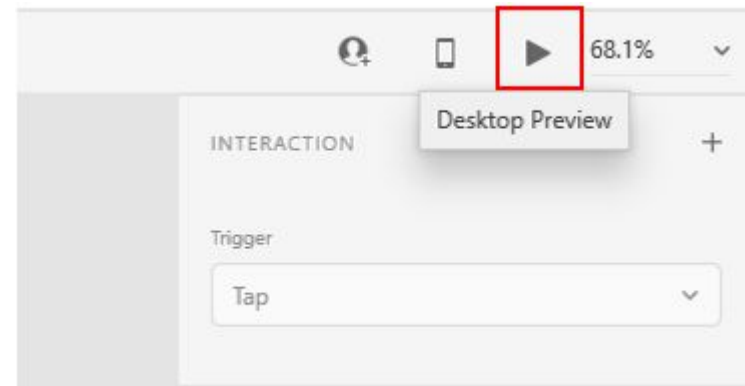 68.1%
Desktop Preview
INTERACTION
Trigger
Tap